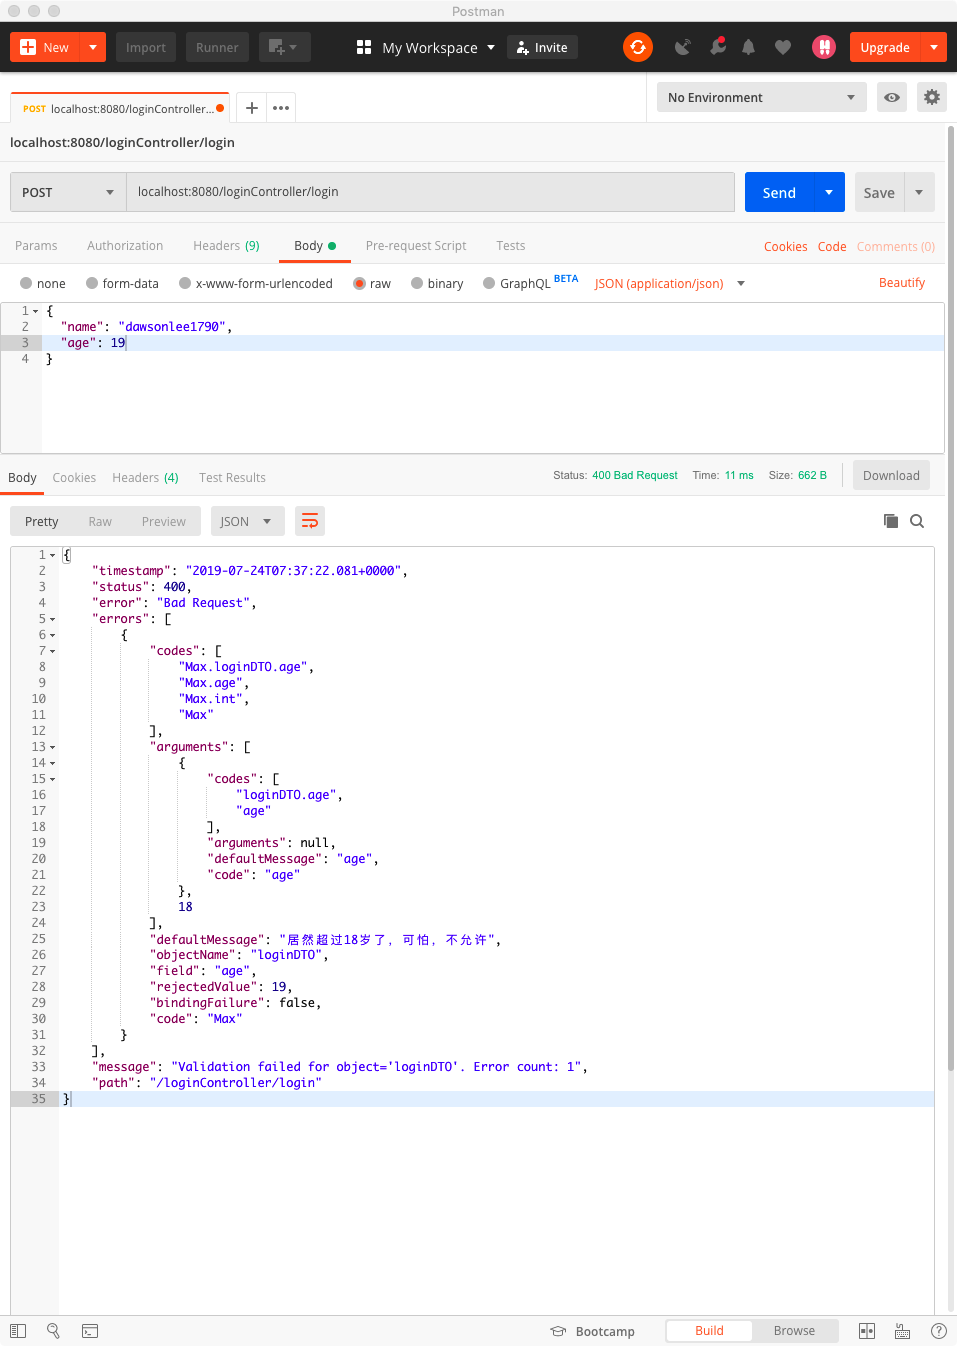 Postman
New Import Runner My Workspace Invite Upgrade
POST localhost:8080/loginController... No Environment
localhost:8080/loginController/login
POST localhost:8080/loginController/login Send Save
Params Authorization Headers (9) Body Pre-request Script Tests Cookies Code Comments (0)
none form-data x-www-form-urlencoded raw binary GraphQL BETA JSON (application/json) Beautify
1 {
2 "name": "dawsonlee1790",
3 "age": 19
4 }
Body Cookies Headers (4) Test Results Status: 400 Bad Request Time: 11 ms Size: 662 B Download
Pretty Raw Preview JSON
1 {
2 "timestamp": "2019-07-24T07:37:22.081+0000",
3 "status": 400,
4 "error": "Bad Request",
5 "errors": [
6 {
7 "codes": [
8 "Max.loginDTO.age",
9 "Max.age",
10 "Max.int",
11 "Max"
12 ],
13 "arguments": [
14 {
15 "codes": [
16 "loginDTO.age",
17 "age"
18 ],
19 "arguments": null,
20 "defaultMessage": "age",
21 "code": "age"
22 },
23 18
24 ],
25 "defaultMessage": "居然超过18岁了，可怕，不允许",
26 "objectName": "loginDTO",
27 "field": "age",
28 "rejectedValue": 19,
29 "bindingFailure": false,
30 "code": "Max"
31 }
32 ],
33 "message": "Validation failed for object='loginDTO'. Error count: 1",
34 "path": "/loginController/login"
35 }
Bootcamp Build Browse